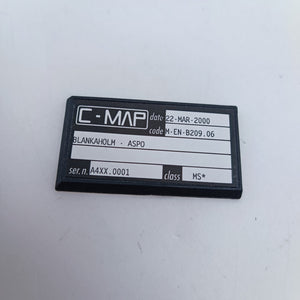 C-MAP date 22-MAR-2000
code M-EN-B209.06
BLANKAHOLM - ASPO
ser.n. A4XX.0001 class MS*